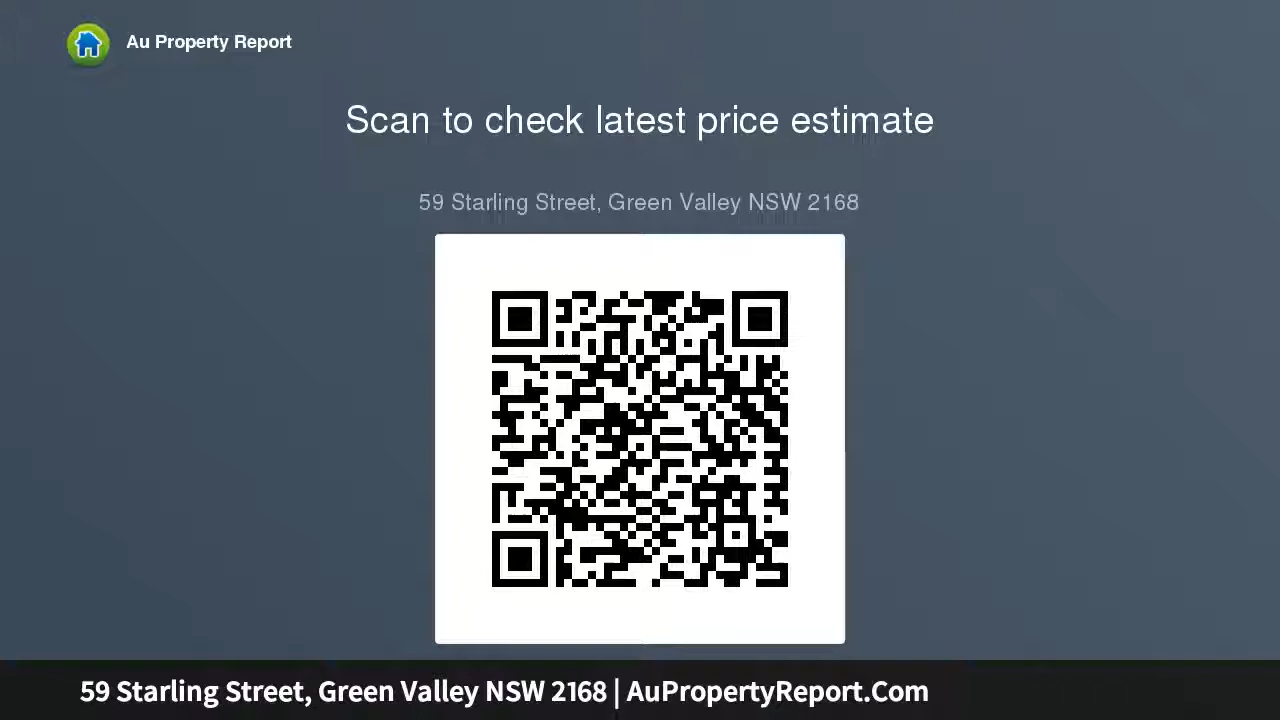 Au Property Report
Scan to check latest price estimate
59 Starling Street, Green Valley NSW 2168
59 Starling Street, Green Valley NSW 2168 | AuPropertyReport.Com